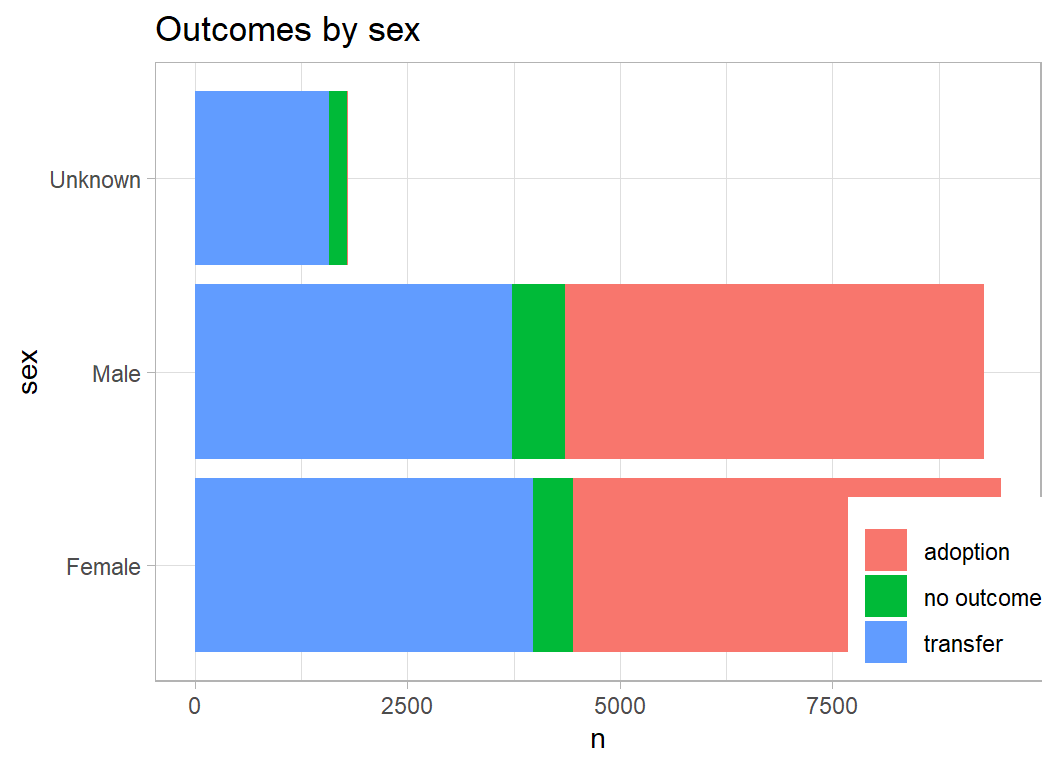 Outcomes by sex
Unknown
Male
Female
sex
adoption
no outcome
transfer
0 2500 5000 7500
n